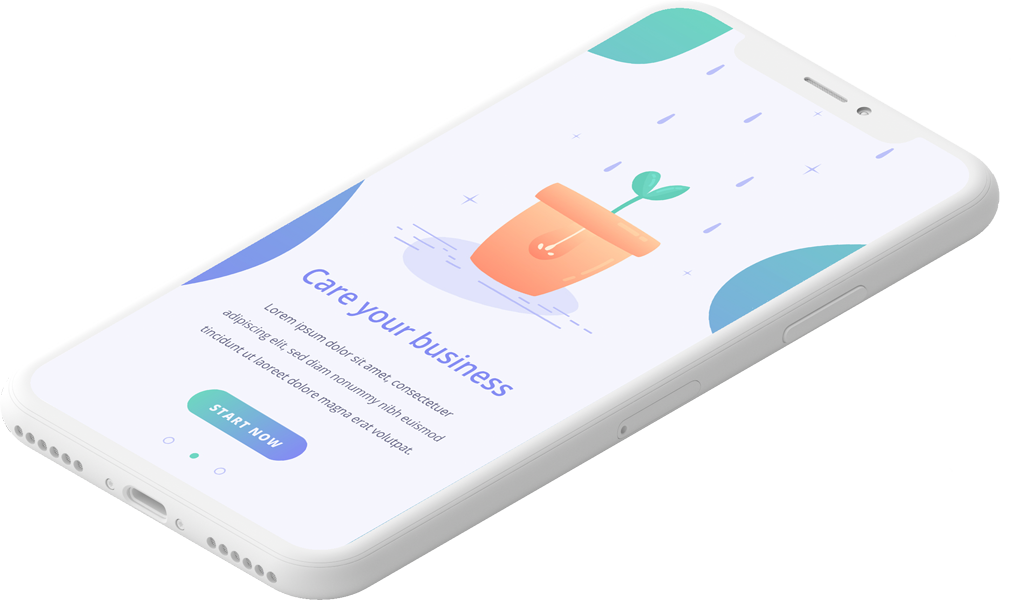 Care your business
Lorem ipsum dolor sit amet, consectetuer
adipiscing elit, sed diam nonummy nibh euismod
tincidunt ut laoreet dolore magna erat volutpat.
START NOW